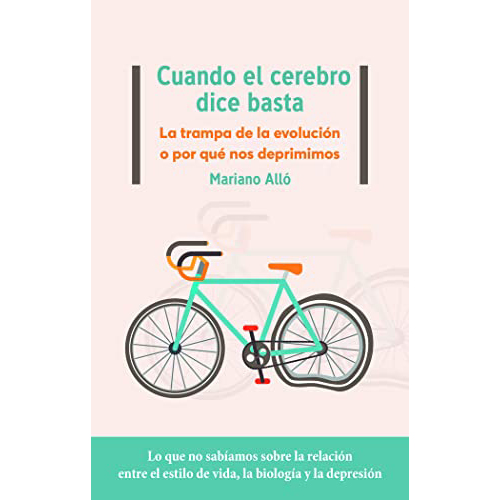 Cuando el cerebro
dice basta
La trampa de la evolución
o por qué nos deprimimos
Mariano Alló
Lo que no sabíamos sobre la relación
entre el estilo de vida, la biología y la depresión